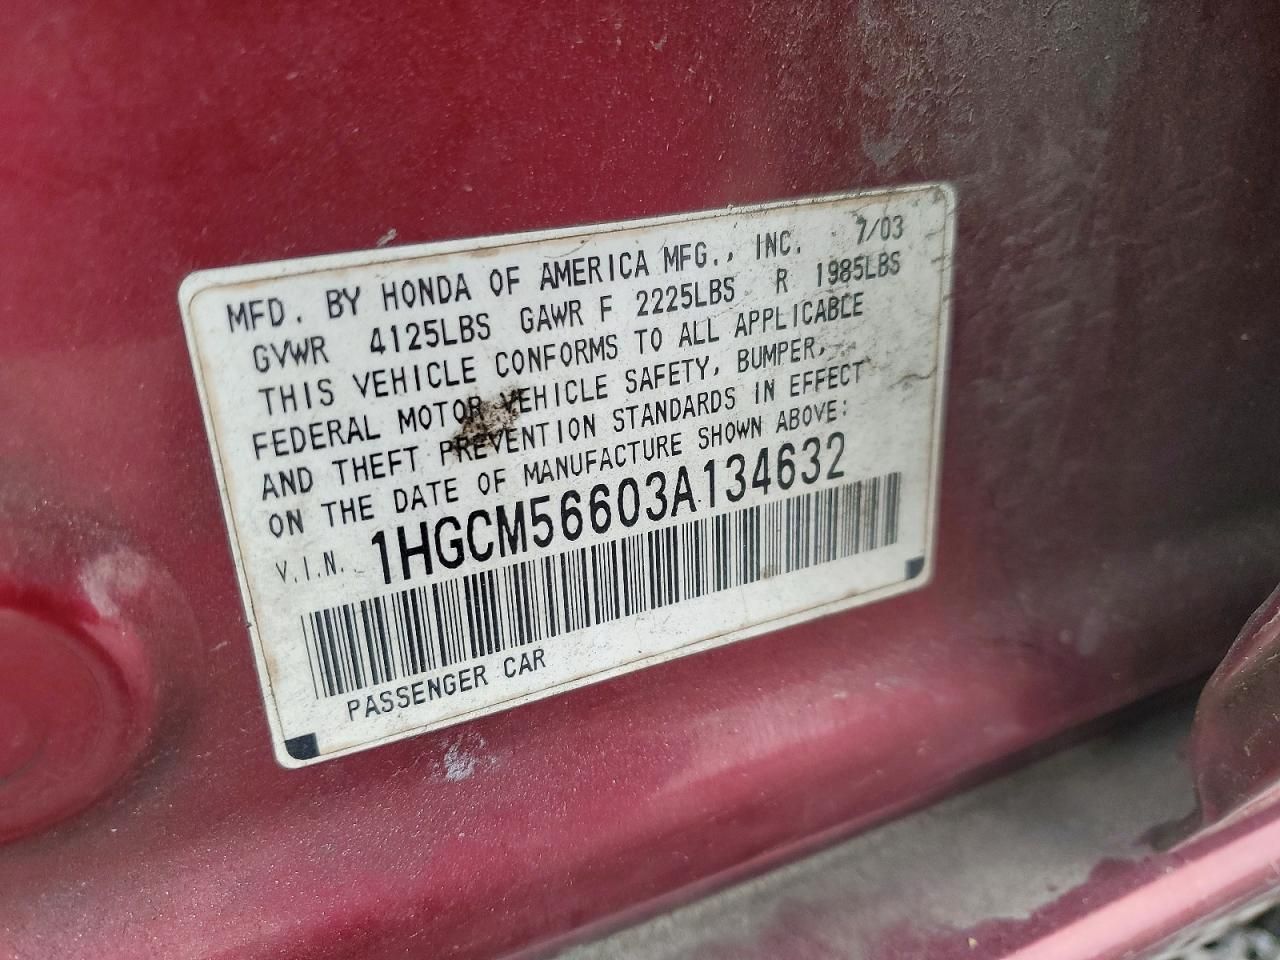 MFD. BY HONDA OF AMERICA MFG., INC. 7/03
GVWR 4125LBS GAWR F 2225LBS R 1985LBS
THIS VEHICLE CONFORMS TO ALL APPLICABLE
FEDERAL MOTOR VEHICLE SAFETY, BUMPER,
AND THEFT PREVENTION STANDARDS IN EFFECT
ON THE DATE OF MANUFACTURE SHOWN ABOVE:
V.I.N. 1HGCM56603A134632
PASSENGER CAR